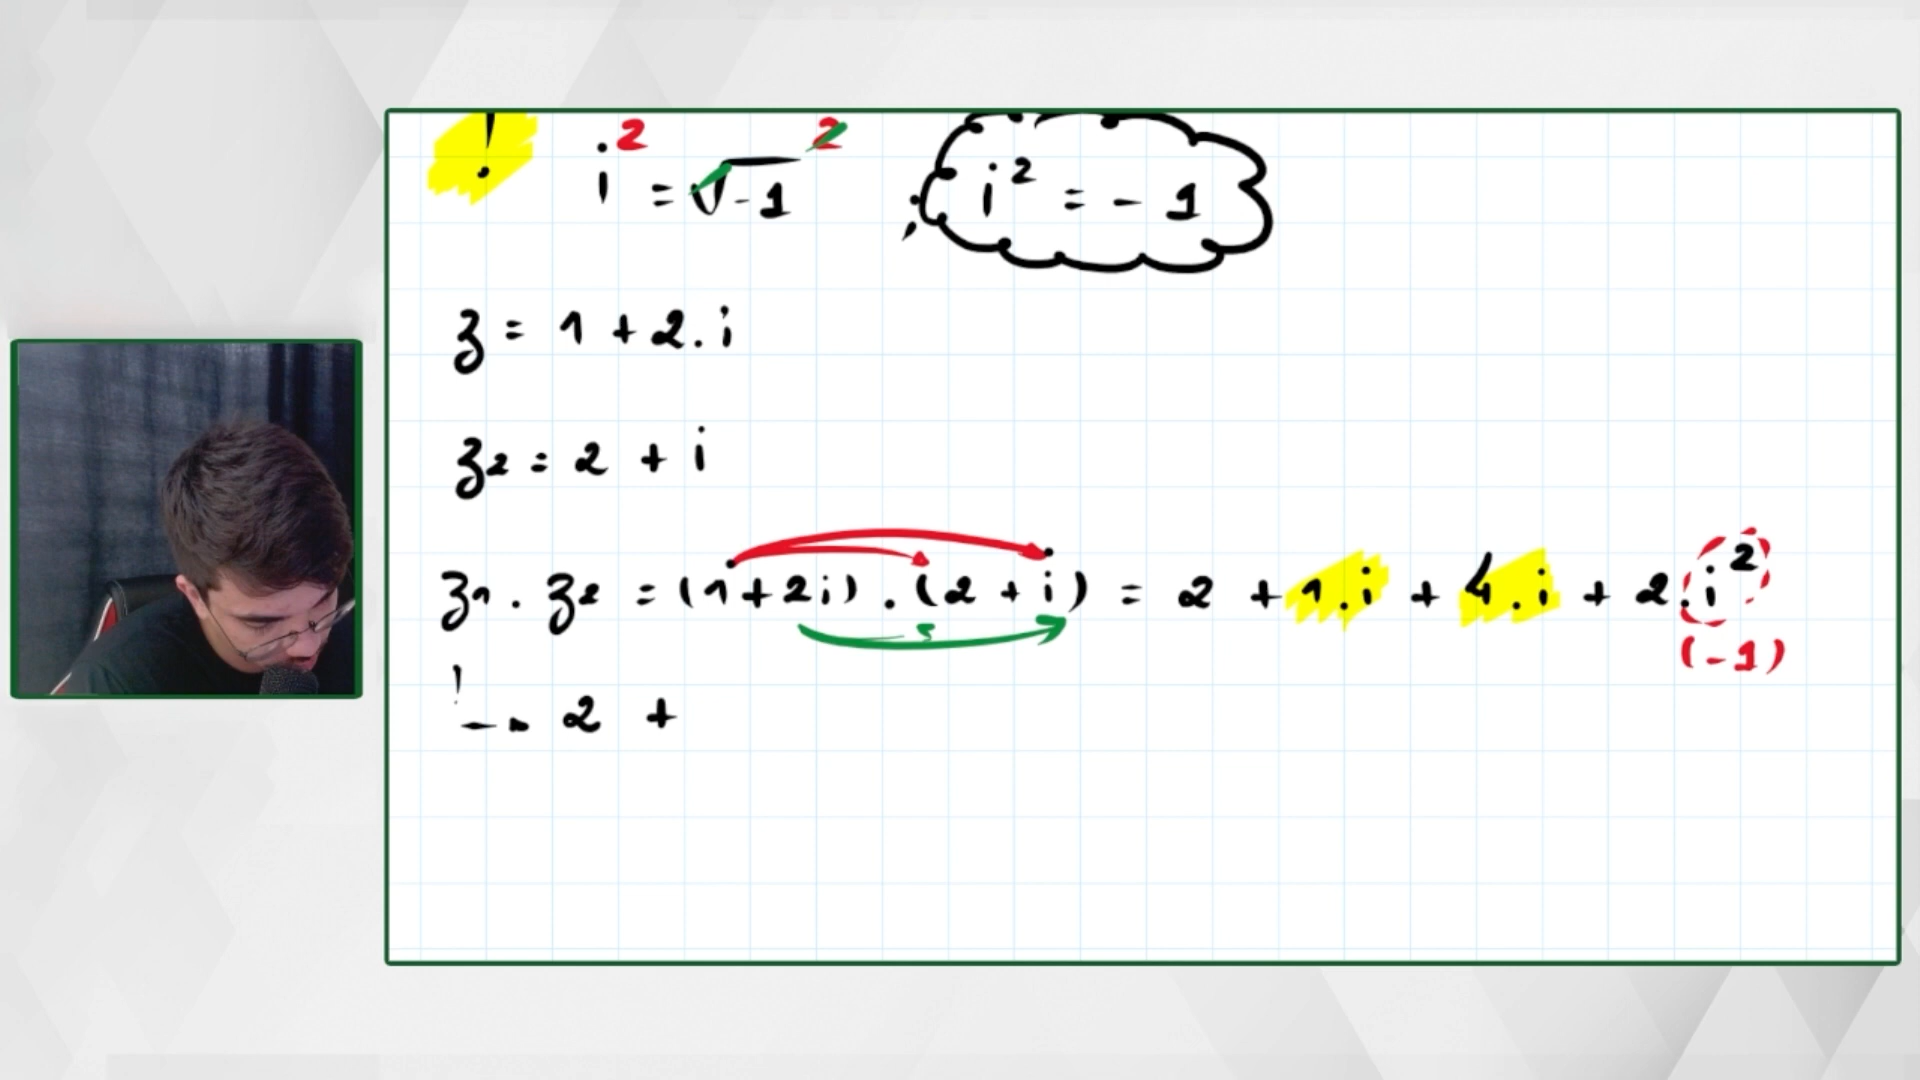 ! i² = √-1² i² = -1
z = 1 + 2.i
z₂ = 2 + i
z₁ . z₂ = (1+2i) . (2 + i) = 2 + 1.i + 4.i + 2.i²
(-1)
2 +